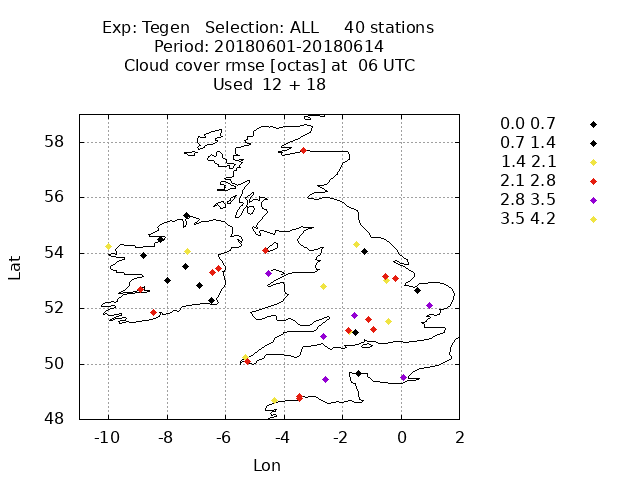 Exp: Tegen   Selection: ALL     40 stations
Period: 20180601-20180614
Cloud cover rmse [octas] at  06 UTC
Used  12 + 18
0.0 0.7
0.7 1.4
1.4 2.1
2.1 2.8
2.8 3.5
3.5 4.2
58
56
54
52
50
48
Lat
-10 -8 -6 -4 -2 0 2
Lon